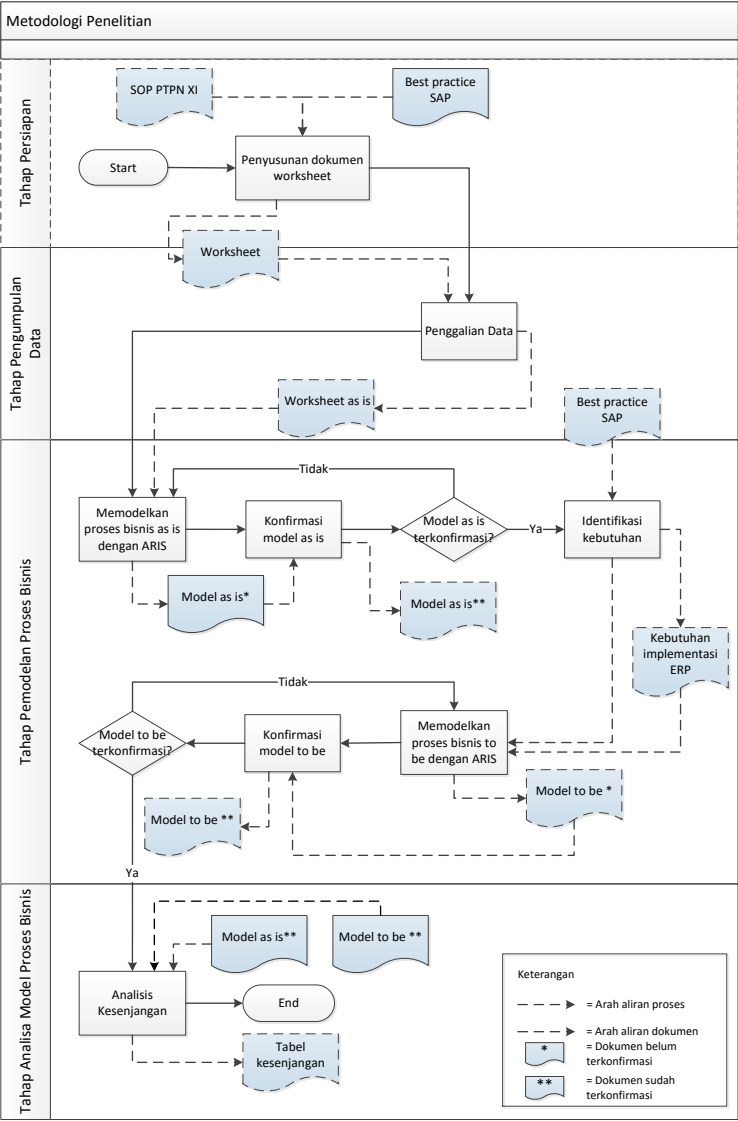 Metodologi Penelitian
Tahap Persiapan
SOP PTPN XI
Best practice
SAP
Start
Penyusunan dokumen
worksheet
Worksheet
Tahap Pengumpulan
Data
Penggalian Data
Worksheet as is
Best practice
SAP
Tahap Pemodelan Proses Bisnis
Tidak
Memodelkan
proses bisnis as is
dengan ARIS
Konfirmasi
model as is
Model as is
terkonfirmasi?
Ya
Identifikasi
kebutuhan
Model as is*
Model as is**
Kebutuhan
implementasi
ERP
Tidak
Model to be
terkonfirmasi?
Konfirmasi
model to be
Memodelkan
proses bisnis to
be dengan ARIS
Model to be *
Model to be **
Ya
Tahap Analisa Model Proses Bisnis
Model as is**
Model to be **
Analisis
Kesenjangan
End
Tabel
kesenjangan
Keterangan
= Arah aliran proses
= Arah aliran dokumen
*
= Dokumen belum
terkonfirmasi
**
= Dokumen sudah
terkonfirmasi